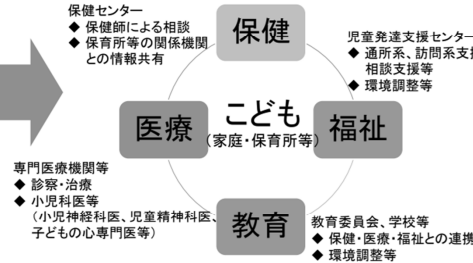 保健センター
◆ 保健師による相談
◆ 保育所等の関係機関
との情報共有
保健
児童発達支援センター
◆ 通所系、訪問系支援
相談支援等
◆ 環境調整等
医療
こども
(家庭・保育所等)
福祉
専門医療機関等
◆ 診察・治療
◆ 小児科医等
(小児神経科医、児童精神科医、
子どもの心専門医等)
教育
教育委員会、学校等
◆ 保健・医療・福祉との連携
◆ 環境調整等